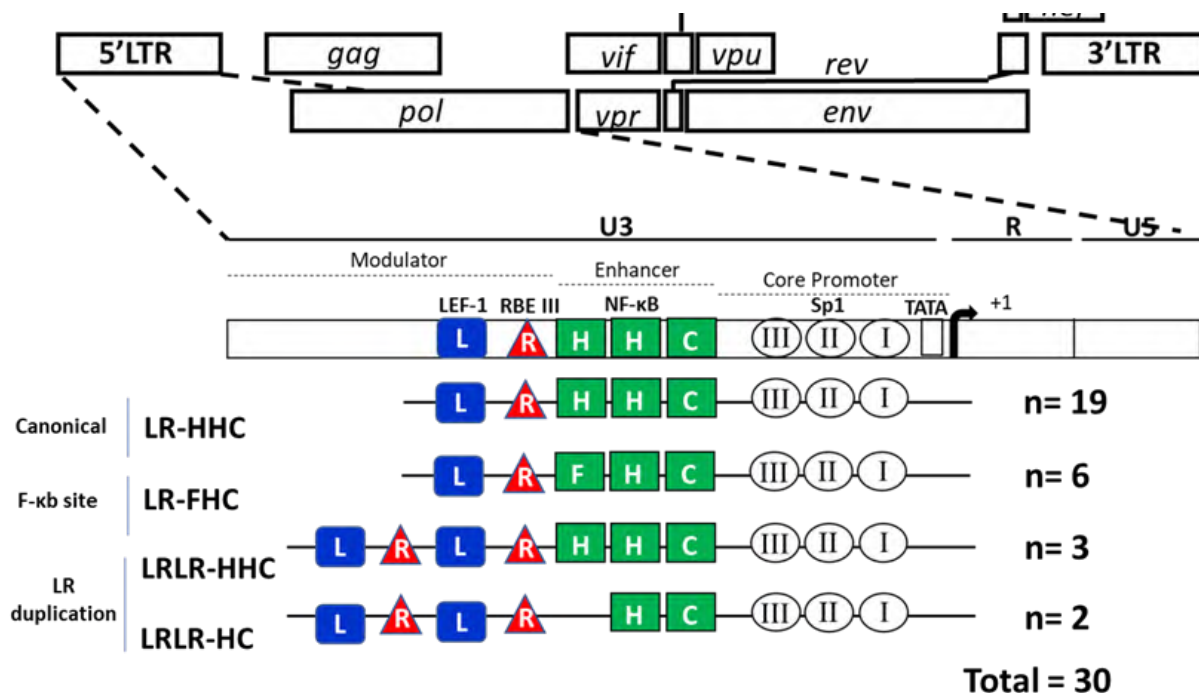 5'LTR gag vif vpu rev 3'LTR
pol vpr env
U3 R U5
Modulator Enhancer Core Promoter
LEF-1 RBE III NF-κB Sp1 TATA +1
L R H H C III II I
Canonical LR-HHC L R H H C III II I n= 19
F-κb site LR-FHC L R F H C III II I n= 6
LR duplication LRLR-HHC L R L R H H C III II I n= 3
LRLR-HC L R L R H C III II I n= 2
Total = 30